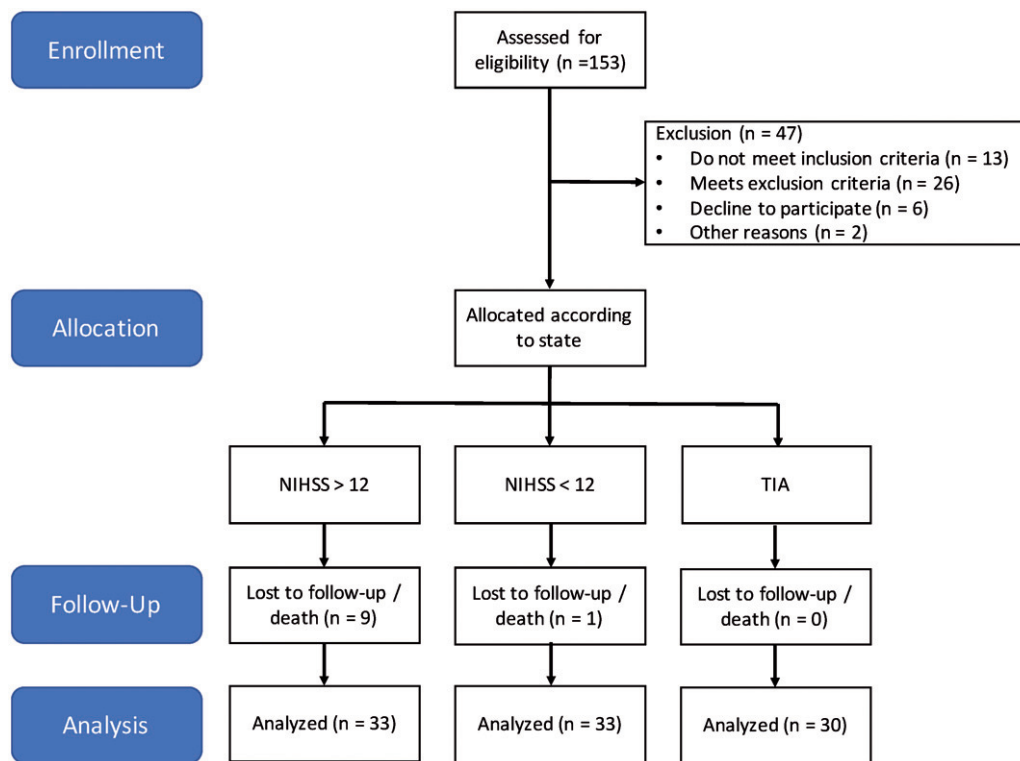 Enrollment
Assessed for
eligibility (n =153)
Exclusion (n = 47)
• Do not meet inclusion criteria (n = 13)
• Meets exclusion criteria (n = 26)
• Decline to participate (n = 6)
• Other reasons (n = 2)
Allocation
Allocated according
to state
NIHSS > 12
NIHSS < 12
TIA
Follow-Up
Lost to follow-up /
death (n = 9)
Lost to follow-up /
death (n = 1)
Lost to follow-up /
death (n = 0)
Analysis
Analyzed (n = 33)
Analyzed (n = 33)
Analyzed (n = 30)